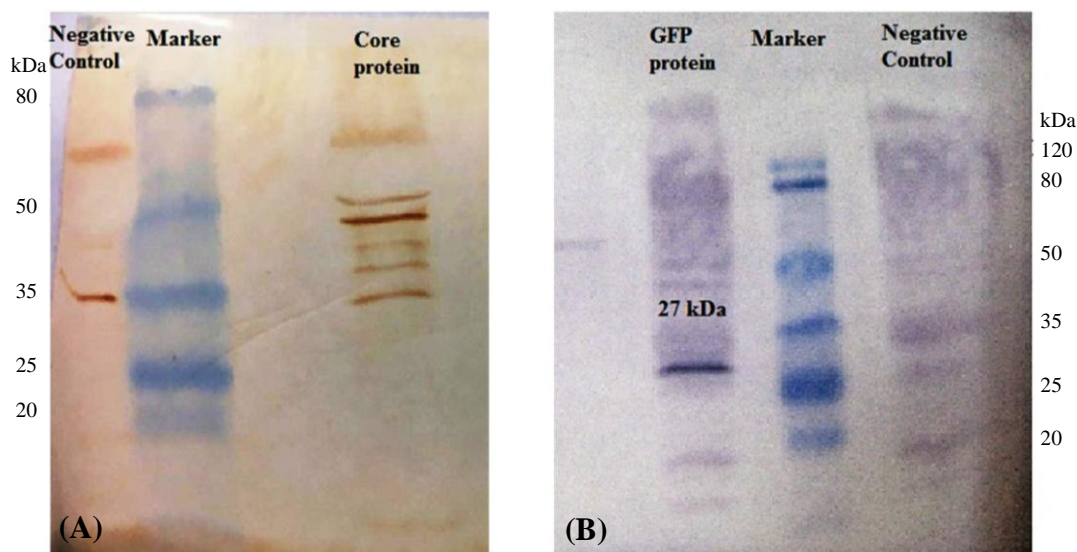 Negative
Control
Marker
Core
protein
kDa
80
50
35
25
20
(A)
GFP
protein
Marker
Negative
Control
27 kDa
kDa
120
80
50
35
25
20
(B)